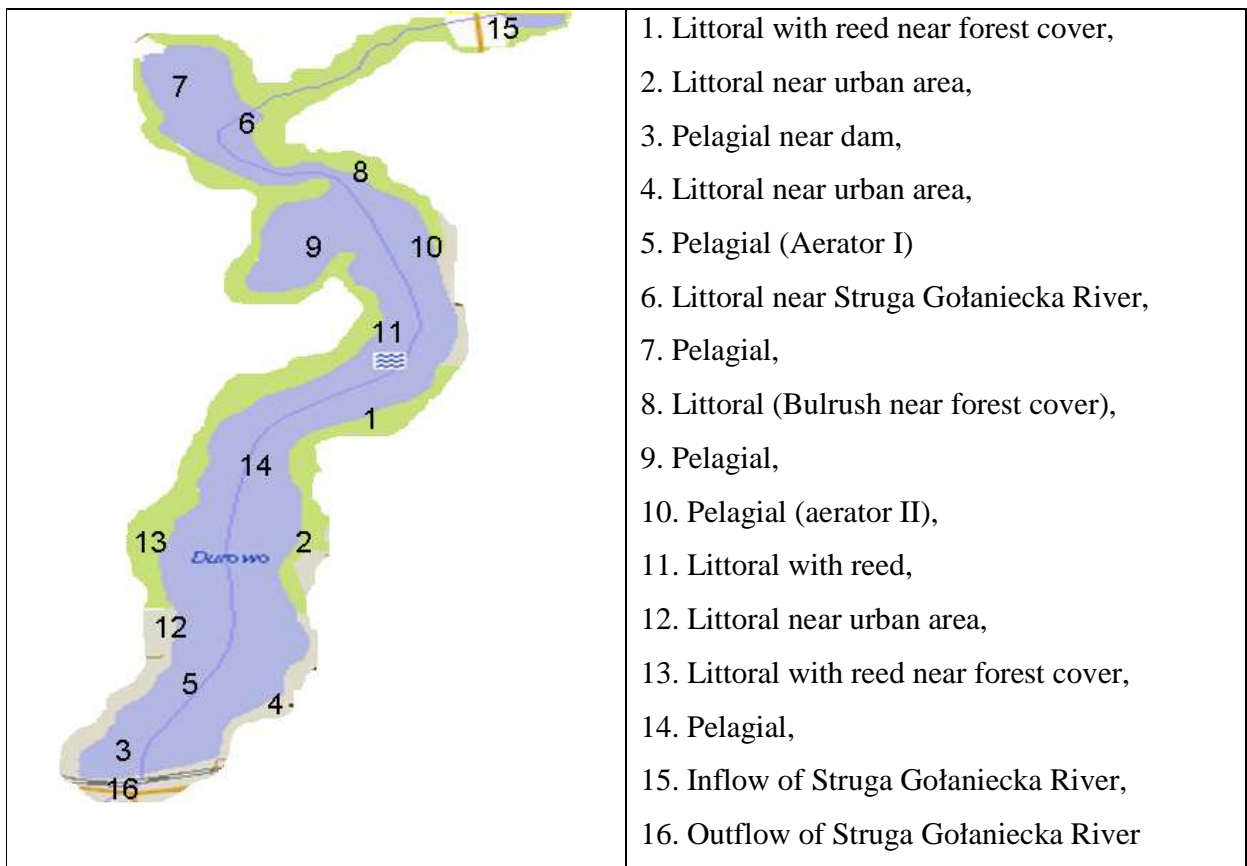 15
7
6
8
9
10
11
1
14
13
2
Durowo
12
5
4
3
16
1. Littoral with reed near forest cover,
2. Littoral near urban area,
3. Pelagial near dam,
4. Littoral near urban area,
5. Pelagial (Aerator I)
6. Littoral near Struga Gołaniecka River,
7. Pelagial,
8. Littoral (Bulrush near forest cover),
9. Pelagial,
10. Pelagial (aerator II),
11. Littoral with reed,
12. Littoral near urban area,
13. Littoral with reed near forest cover,
14. Pelagial,
15. Inflow of Struga Gołaniecka River,
16. Outflow of Struga Gołaniecka River